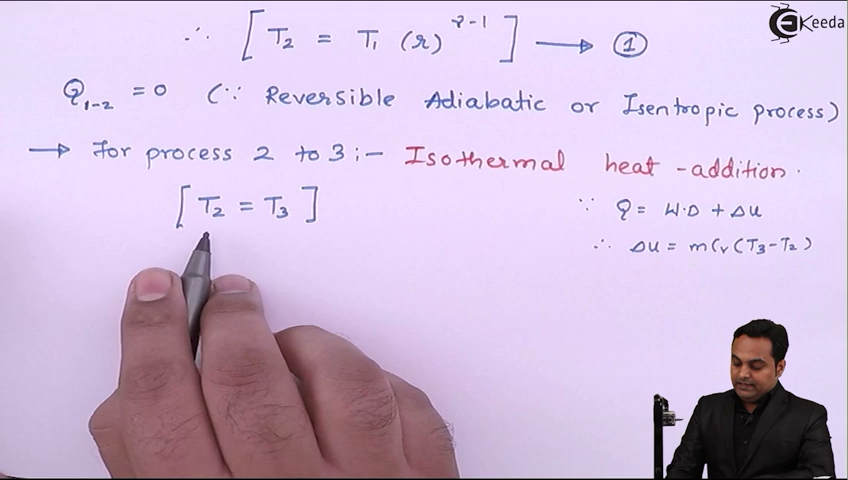 Ekeeda
∴ [T₂ = T₁ (r)^(γ-1)] → ①
Q₁₋₂ = 0 (∵ Reversible Adiabatic or Isentropic process)
→ for process 2 to 3 :- Isothermal heat-addition.
[T₂ = T₃]
∵ Q = W.D + ΔU
∴ ΔU = mCv(T₃-T₂)